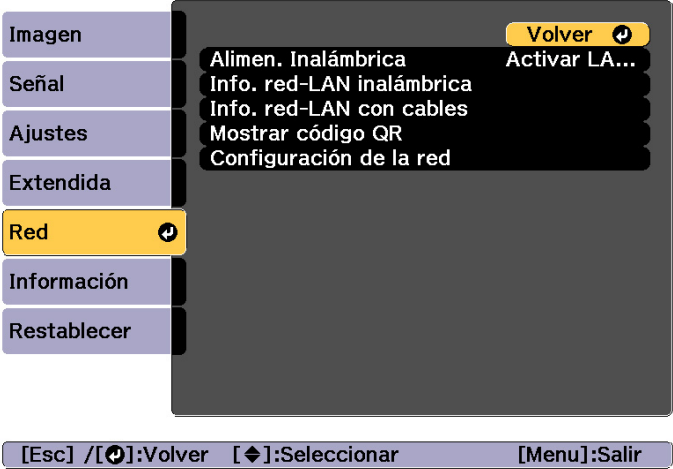 Imagen
Señal
Ajustes
Extendida
Red
Información
Restablecer
Volver
Alimen. Inalámbrica Activar LA...
Info. red-LAN inalámbrica
Info. red-LAN con cables
Mostrar código QR
Configuración de la red
[Esc] /[ ]:Volver [ ]:Seleccionar [Menu]:Salir